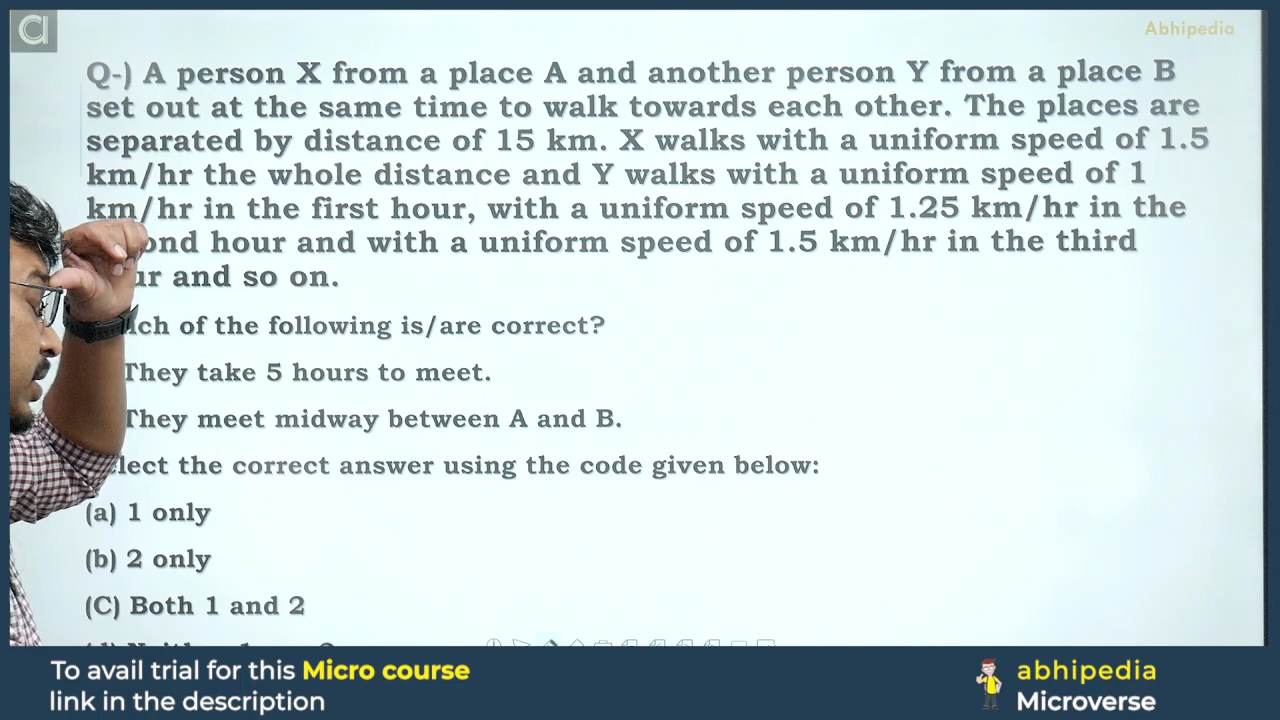 Abhipedia
Q-) A person X from a place A and another person Y from a place B
set out at the same time to walk towards each other. The places are
separated by distance of 15 km. X walks with a uniform speed of 1.5
km/hr the whole distance and Y walks with a uniform speed of 1
km/hr in the first hour, with a uniform speed of 1.25 km/hr in the
hour and with a uniform speed of 1.5 km/hr in the third
and so on.
of the following is/are correct?
They take 5 hours to meet.
They meet midway between A and B.
the correct answer using the code given below:
(a) 1 only
(b) 2 only
(C) Both 1 and 2
To avail trial for this Micro course
link in the description
abhipedia
Microverse